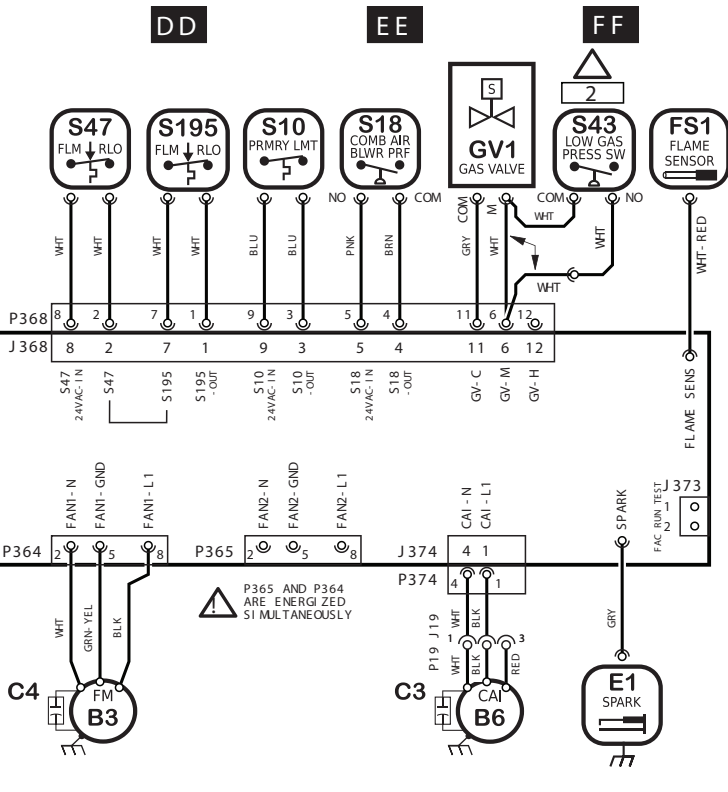 DD EE FF
2
S47 S195 S10 S18 GV1 S43 FS1
FLM RLO
FLM RLO
PRMRY LMT
COMB AIR
BLWR PRF
GAS VALVE
LOW GAS
PRESS SW
FLAME
SENSOR
S
NO COM COM M COM NO
WHT WHT WHT WHT BLU BLU PNK BRN GRY WHT WHT WHT WHT WHT-RED
P368 8 2 7 1 9 3 5 4 11 6 12
J368 8 2 7 1 9 3 5 4 11 6 12
S47
24VAC-IN
S47
S195
S195
-OUT
S10
24VAC-IN
S10
-OUT
S18
24VAC-IN
S18
-OUT
GV-C
GV-M
GV-H
FLAME SENS
FAN1-N
FAN1-GND
FAN1-L1
FAN2-N
FAN2-GND
FAN2-L1
CAI-N
CAI-L1
SPARK
FAC RUN TEST
J373
1
2
P364 2 5 8
P365 2 5 8
J374 4 1
P374 4 1
P365 AND P364
ARE ENERGIZED
SIMULTANEOUSLY
WHT GRN-YEL BLK
WHT BLK
P19 J19
1 3
WHT BLK RED
GRY
C4
FM
B3
C3
CAI
B6
E1
SPARK